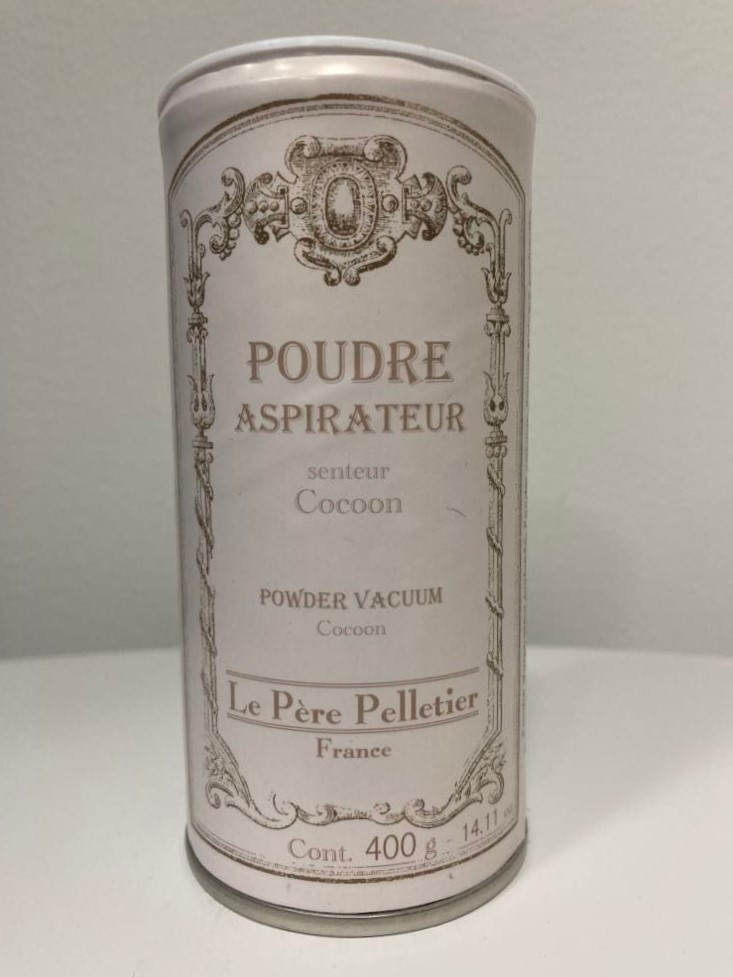 POUDRE
ASPIRATEUR
senteur
Cocoon
POWDER VACUUM
Cocoon
Le Père Pelletier
France
Cont. 400 g - 14.11